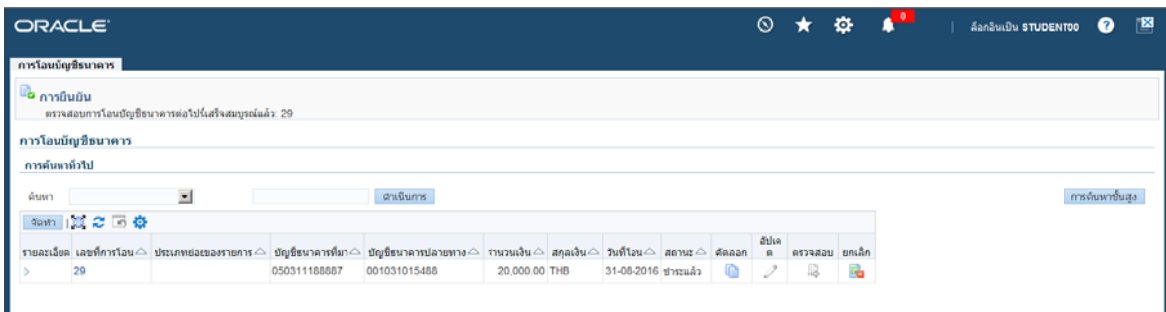 ORACLE
0
ล็อกอินเป็น STUDENT00
?
การโอนบัญชีธนาคาร
การยืนยัน
ตรวจสอบการโอนบัญชีธนาคารต่อไปนี้เสร็จสมบูรณ์แล้ว: 29
การโอนบัญชีธนาคาร
การค้นหาทั่วไป
ค้นหา ดำเนินการ การค้นหาขั้นสูง
จัดทำ
รายละเอียด เลขที่การโอน ประเภทย่อยของรายการ บัญชีธนาคารที่มา บัญชีธนาคารปลายทาง จำนวนเงิน สกุลเงิน วันที่โอน สถานะ คัดลอก อัปเดต ตรวจสอบ ยกเลิก
29 050311188887 001031015488 20,000.00 THB 31-08-2016 ชำระแล้ว